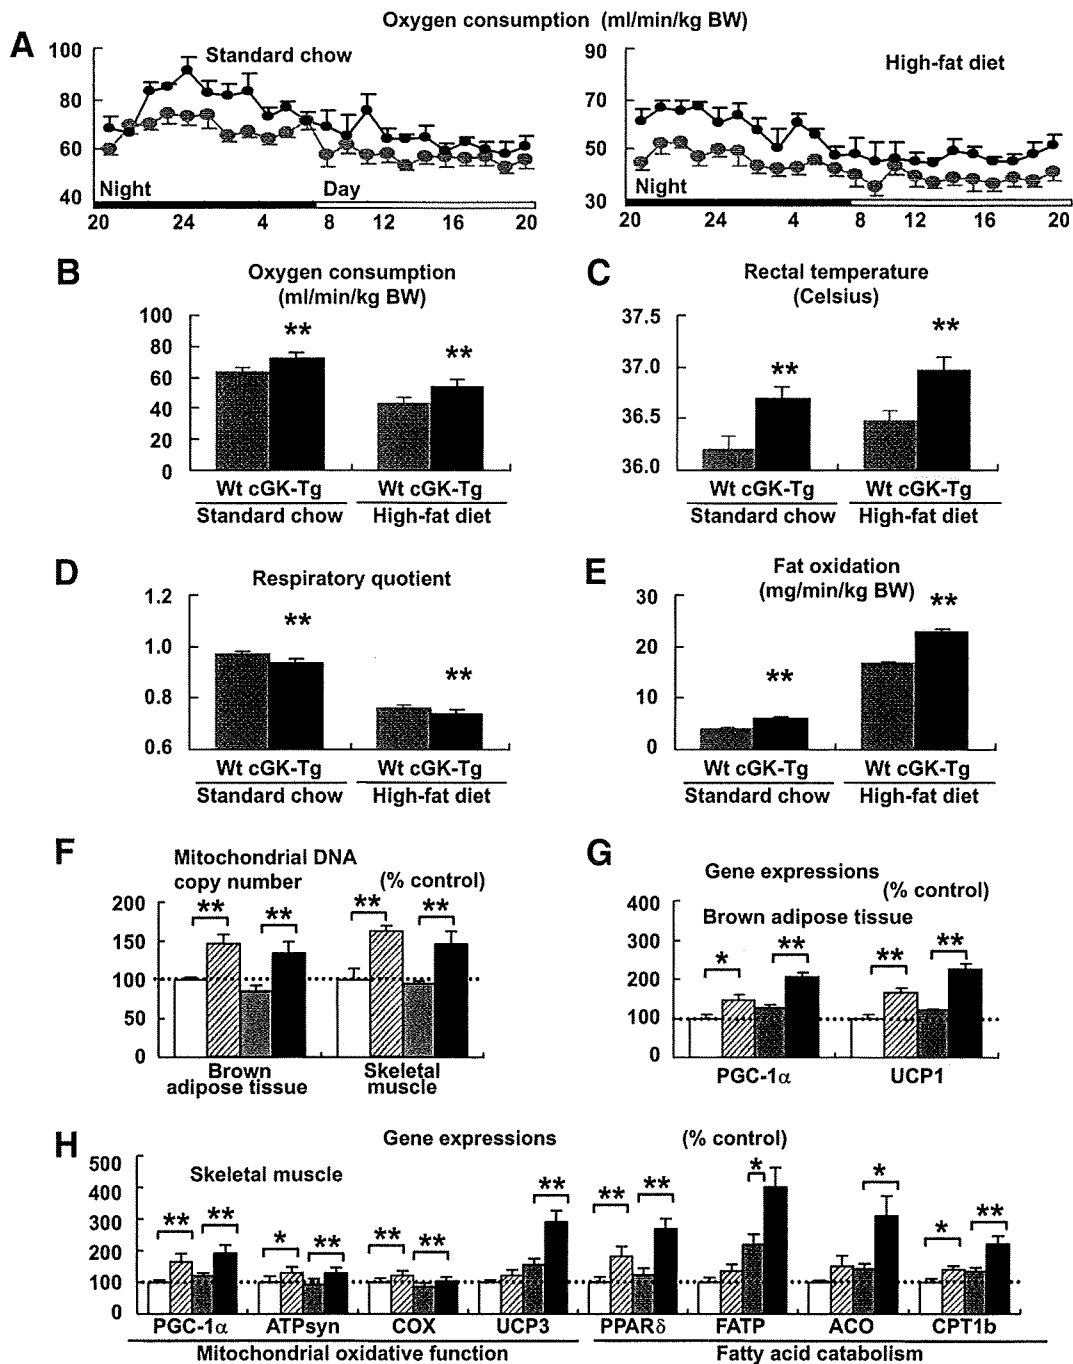 Oxygen consumption (ml/min/kg BW)
A
100
80
60
40
Standard chow
Night
Day
20 24 4 8 12 16 20
90
70
50
30
High-fat diet
Night
20 24 4 8 12 16 20
B
Oxygen consumption
(ml/min/kg BW)
100
80
60
40
20
0
** **
Wt cGK-Tg Wt cGK-Tg
Standard chow High-fat diet
C
Rectal temperature
(Celsius)
37.5
37.0
36.5
36.0
** **
Wt cGK-Tg Wt cGK-Tg
Standard chow High-fat diet
D
Respiratory quotient
1.2
1.0
0.8
0.6
** **
Wt cGK-Tg Wt cGK-Tg
Standard chow High-fat diet
E
Fat oxidation
(mg/min/kg BW)
30
20
10
0
** **
Wt cGK-Tg Wt cGK-Tg
Standard chow High-fat diet
F
Mitochondrial DNA
copy number (% control)
200
150
100
50
0
** ** ** **
Brown
adipose tissue
Skeletal
muscle
G
Gene expressions
(% control)
Brown adipose tissue
400
300
200
100
0
* ** ** **
PGC-1α UCP1
H
Gene expressions (% control)
Skeletal muscle
500
400
300
200
100
0
** ** * ** ** ** ** ** ** * * * **
PGC-1α ATPsyn COX UCP3 PPARδ FATP ACO CPT1b
Mitochondrial oxidative function Fatty acid catabolism